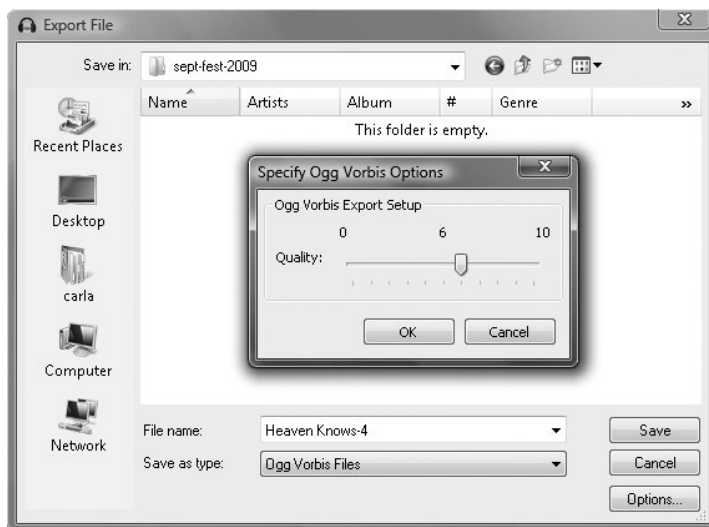 Export File
Save in: sept-fest-2009
Name Artists Album # Genre »
This folder is empty.
Recent Places
Desktop
carla
Computer
Network
Specify Ogg Vorbis Options
Ogg Vorbis Export Setup
0 6 10
Quality:
OK Cancel
File name: Heaven Knows-4 Save
Save as type: Ogg Vorbis Files Cancel
Options...